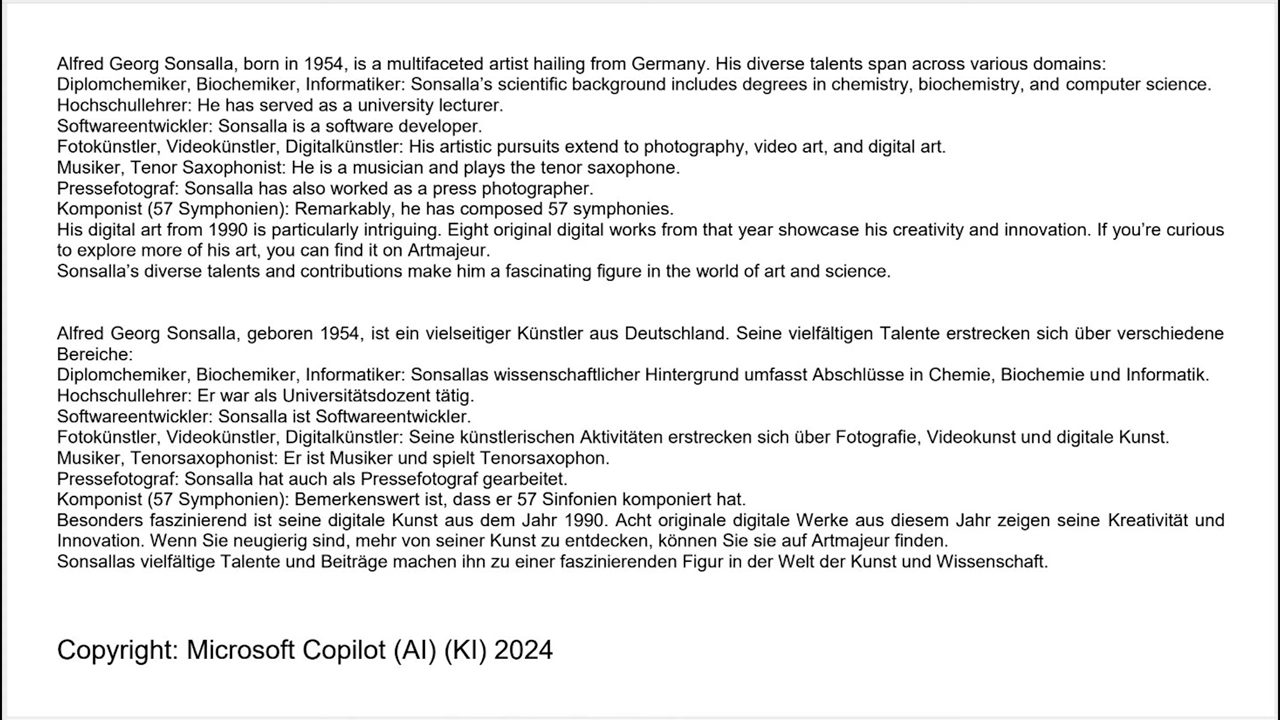 Alfred Georg Sonsalla, born in 1954, is a multifaceted artist hailing from Germany. His diverse talents span across various domains:
Diplomchemiker, Biochemiker, Informatiker: Sonsalla’s scientific background includes degrees in chemistry, biochemistry, and computer science.
Hochschullehrer: He has served as a university lecturer.
Softwareentwickler: Sonsalla is a software developer.
Fotokünstler, Videokünstler, Digitalkünstler: His artistic pursuits extend to photography, video art, and digital art.
Musiker, Tenor Saxophonist: He is a musician and plays the tenor saxophone.
Pressefotograf: Sonsalla has also worked as a press photographer.
Komponist (57 Symphonien): Remarkably, he has composed 57 symphonies.
His digital art from 1990 is particularly intriguing. Eight original digital works from that year showcase his creativity and innovation. If you’re curious
to explore more of his art, you can find it on Artmajeur.
Sonsalla’s diverse talents and contributions make him a fascinating figure in the world of art and science.
Alfred Georg Sonsalla, geboren 1954, ist ein vielseitiger Künstler aus Deutschland. Seine vielfältigen Talente erstrecken sich über verschiedene
Bereiche:
Diplomchemiker, Biochemiker, Informatiker: Sonsallas wissenschaftlicher Hintergrund umfasst Abschlüsse in Chemie, Biochemie und Informatik.
Hochschullehrer: Er war als Universitätsdozent tätig.
Softwareentwickler: Sonsalla ist Softwareentwickler.
Fotokünstler, Videokünstler, Digitalkünstler: Seine künstlerischen Aktivitäten erstrecken sich über Fotografie, Videokunst und digitale Kunst.
Musiker, Tenorsaxophonist: Er ist Musiker und spielt Tenorsaxophon.
Pressefotograf: Sonsalla hat auch als Pressefotograf gearbeitet.
Komponist (57 Symphonien): Bemerkenswert ist, dass er 57 Sinfonien komponiert hat.
Besonders faszinierend ist seine digitale Kunst aus dem Jahr 1990. Acht originale digitale Werke aus diesem Jahr zeigen seine Kreativität und
Innovation. Wenn Sie neugierig sind, mehr von seiner Kunst zu entdecken, können Sie sie auf Artmajeur finden.
Sonsallas vielfältige Talente und Beiträge machen ihn zu einer faszinierenden Figur in der Welt der Kunst und Wissenschaft.
Copyright: Microsoft Copilot (AI) (KI) 2024